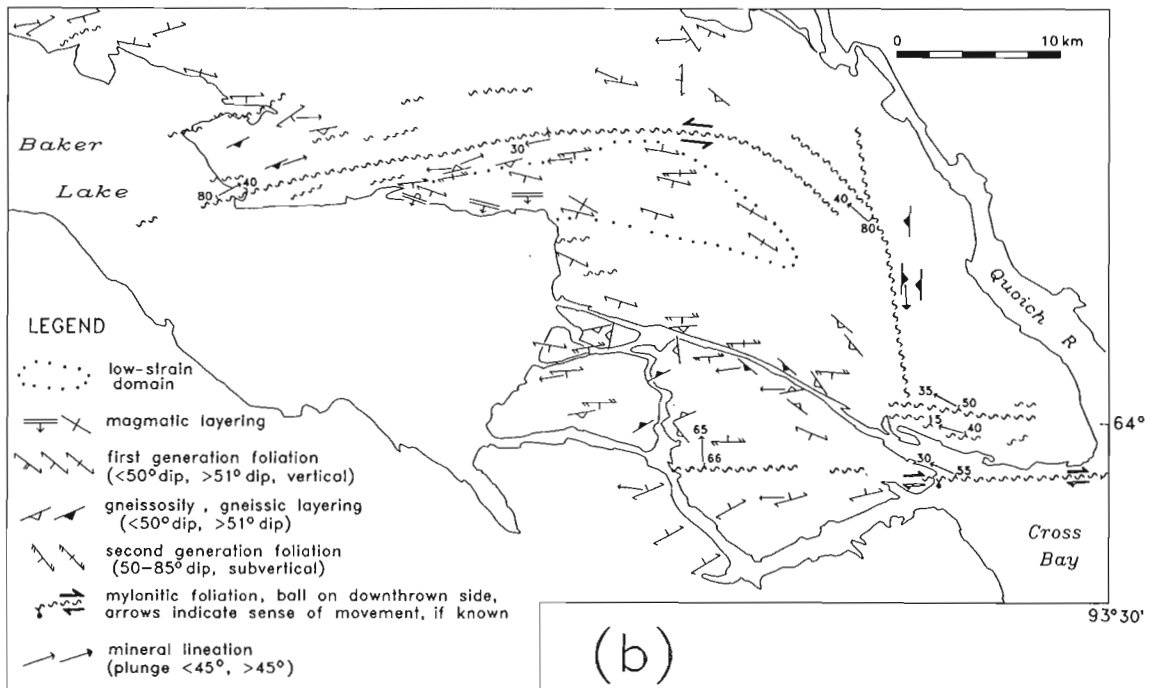 0 10 km
Baker
Lake
30
40
80
40
80
Quoich
R
LEGEND
low-strain
domain
magmatic layering
first generation foliation
(<50° dip, >51° dip, vertical)
gneissosity, gneissic layering
(<50° dip, >51° dip)
second generation foliation
(50-85° dip, subvertical)
mylanitic foliation, ball on downthrown side,
arrows indicate sense of movement, if known
mineral lineation
(plunge <45°, >45°)
35
50
15
40
64°
65
66
30
55
Cross
Bay
93°30'
(b)